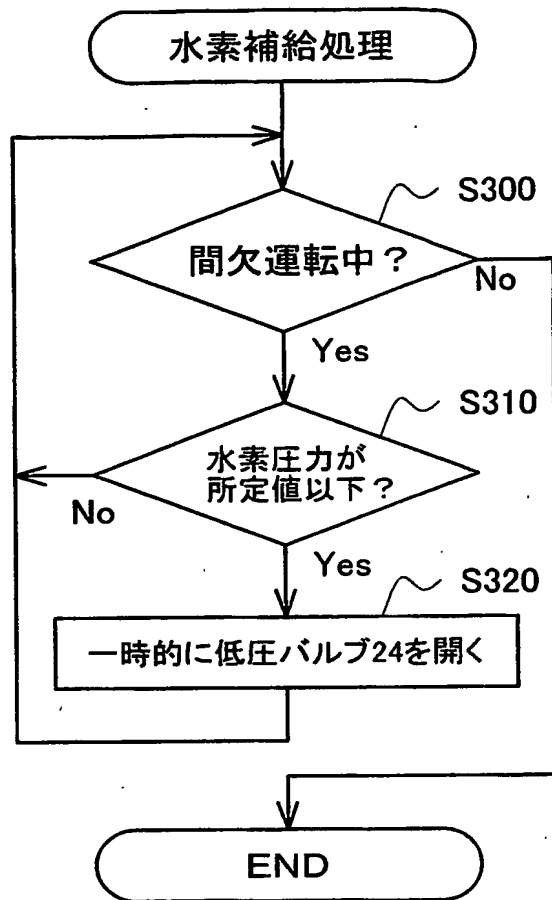 水素補給処理
S300
間欠運転中？
No
Yes
S310
水素圧力が
所定値以下？
No
Yes
S320
一時的に低圧バルブ24を開く
END